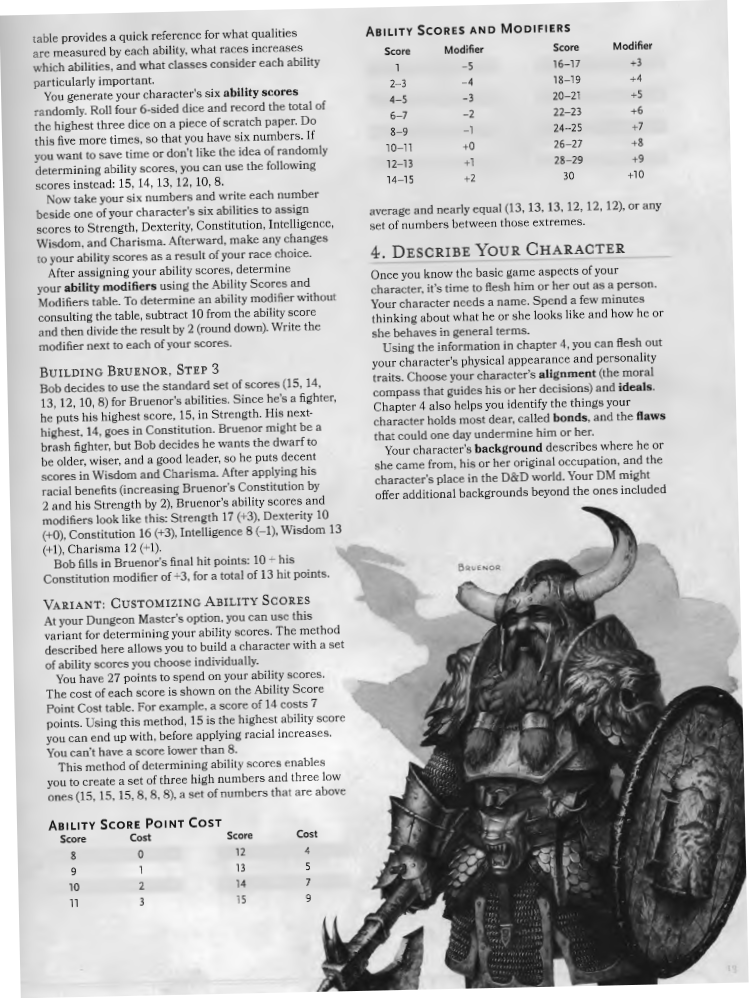 table provides a quick reference for what qualities
are measured by each ability, what races increases
which abilities, and what classes consider each ability
particularly important.
You generate your character's six ability scores
randomly. Roll four 6-sided dice and record the total of
the highest three dice on a piece of scratch paper. Do
this five more times, so that you have six numbers. If
you want to save time or don't like the idea of randomly
determining ability scores, you can use the following
scores instead: 15, 14, 13, 12, 10, 8.
Now take your six numbers and write each number
beside one of your character's six abilities to assign
scores to Strength, Dexterity, Constitution, Intelligence,
Wisdom, and Charisma. Afterward, make any changes
to your ability scores as a result of your race choice.
After assigning your ability scores, determine
your ability modifiers using the Ability Scores and
Modifiers table. To determine an ability modifier without
consulting the table, subtract 10 from the ability score
and then divide the result by 2 (round down). Write the
modifier next to each of your scores.
BUILDING BRUENOR, STEP 3
Bob decides to use the standard set of scores (15, 14,
13, 12, 10, 8) for Bruenor's abilities. Since he's a fighter,
he puts his highest score, 15, in Strength. His next-
highest, 14, goes in Constitution. Bruenor might be a
brash fighter, but Bob decides he wants the dwarf to
be older, wiser, and a good leader, so he puts decent
scores in Wisdom and Charisma. After applying his
racial benefits (increasing Bruenor's Constitution by
2 and his Strength by 2), Bruenor's ability scores and
modifiers look like this: Strength 17 (+3), Dexterity 10
(+0), Constitution 16 (+3), Intelligence 8 (−1), Wisdom 13
(+1), Charisma 12 (+1).
Bob fills in Bruenor's final hit points: 10 + his
Constitution modifier of +3, for a total of 13 hit points.
VARIANT: CUSTOMIZING ABILITY SCORES
At your Dungeon Master's option, you can use this
variant for determining your ability scores. The method
described here allows you to build a character with a set
of ability scores you choose individually.
You have 27 points to spend on your ability scores.
The cost of each score is shown on the Ability Score
Point Cost table. For example, a score of 14 costs 7
points. Using this method, 15 is the highest ability score
you can end up with, before applying racial increases.
You can't have a score lower than 8.
This method of determining ability scores enables
you to create a set of three high numbers and three low
ones (15, 15, 15, 8, 8, 8), a set of numbers that are above
ABILITY SCORE POINT COST
Score Cost Score Cost
8 0 12 4
9 1 13 5
10 2 14 7
11 3 15 9
ABILITY SCORES AND MODIFIERS
Score Modifier Score Modifier
1 −5 16–17 +3
2–3 −4 18–19 +4
4–5 −3 20–21 +5
6–7 −2 22–23 +6
8–9 −1 24–25 +7
10–11 +0 26–27 +8
12–13 +1 28–29 +9
14–15 +2 30 +10
average and nearly equal (13, 13, 13, 12, 12, 12), or any
set of numbers between those extremes.
4. DESCRIBE YOUR CHARACTER
Once you know the basic game aspects of your
character, it's time to flesh him or her out as a person.
Your character needs a name. Spend a few minutes
thinking about what he or she looks like and how he or
she behaves in general terms.
Using the information in chapter 4, you can flesh out
your character's physical appearance and personality
traits. Choose your character's alignment (the moral
compass that guides his or her decisions) and ideals.
Chapter 4 also helps you identify the things your
character holds most dear, called bonds, and the flaws
that could one day undermine him or her.
Your character's background describes where he or
she came from, his or her original occupation, and the
character's place in the D&D world. Your DM might
offer additional backgrounds beyond the ones included
BRUENOR